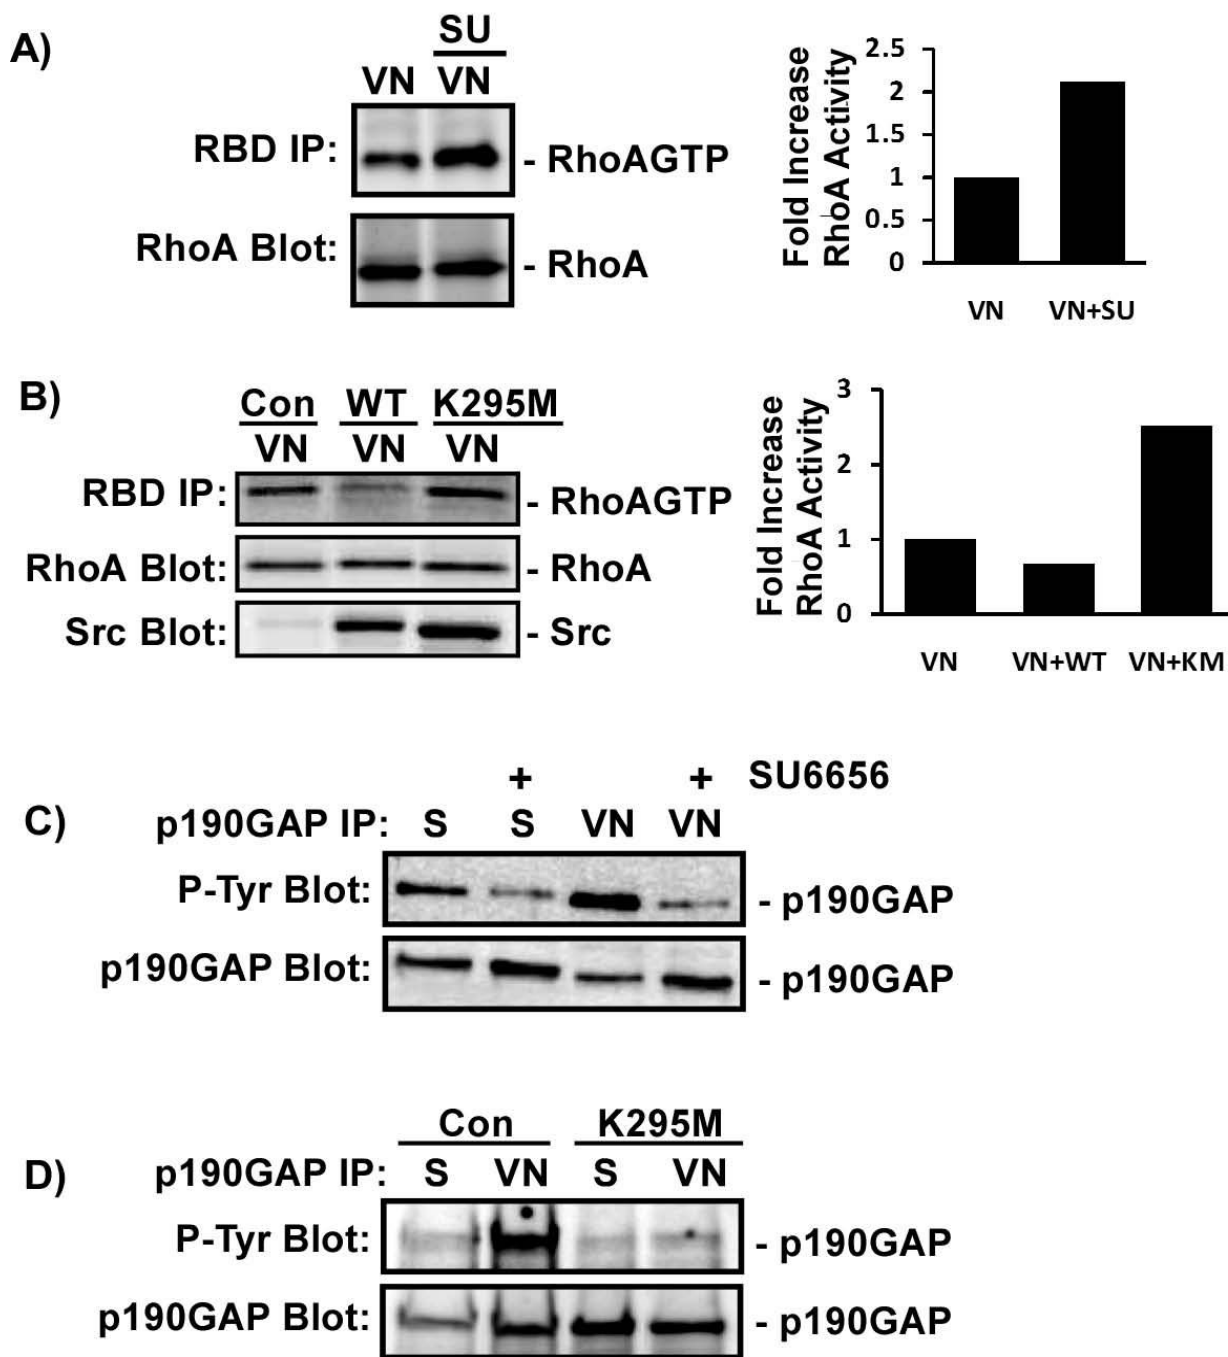 A)
SU
VN VN
RBD IP: - RhoAGTP
RhoA Blot: - RhoA
Fold Increase
RhoA Activity
2.5
2
1.5
1
0.5
0
VN VN+SU
B)
Con WT K295M
VN VN VN
RBD IP: - RhoAGTP
RhoA Blot: - RhoA
Src Blot: - Src
Fold Increase
RhoA Activity
3
2
1
0
VN VN+WT VN+KM
+ + SU6656
C) p190GAP IP: S S VN VN
P-Tyr Blot: - p190GAP
p190GAP Blot: - p190GAP
Con K295M
D) p190GAP IP: S VN S VN
P-Tyr Blot: - p190GAP
p190GAP Blot: - p190GAP